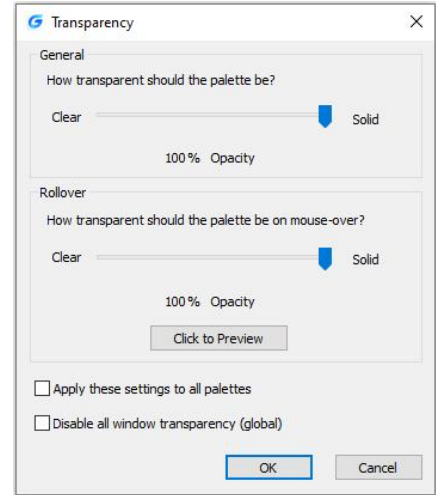 Transparency
General
How transparent should the palette be?
Clear
Solid
100 % Opacity
Rollover
How transparent should the palette be on mouse-over?
Clear
Solid
100 % Opacity
Click to Preview
Apply these settings to all palettes
Disable all window transparency (global)
OK
Cancel